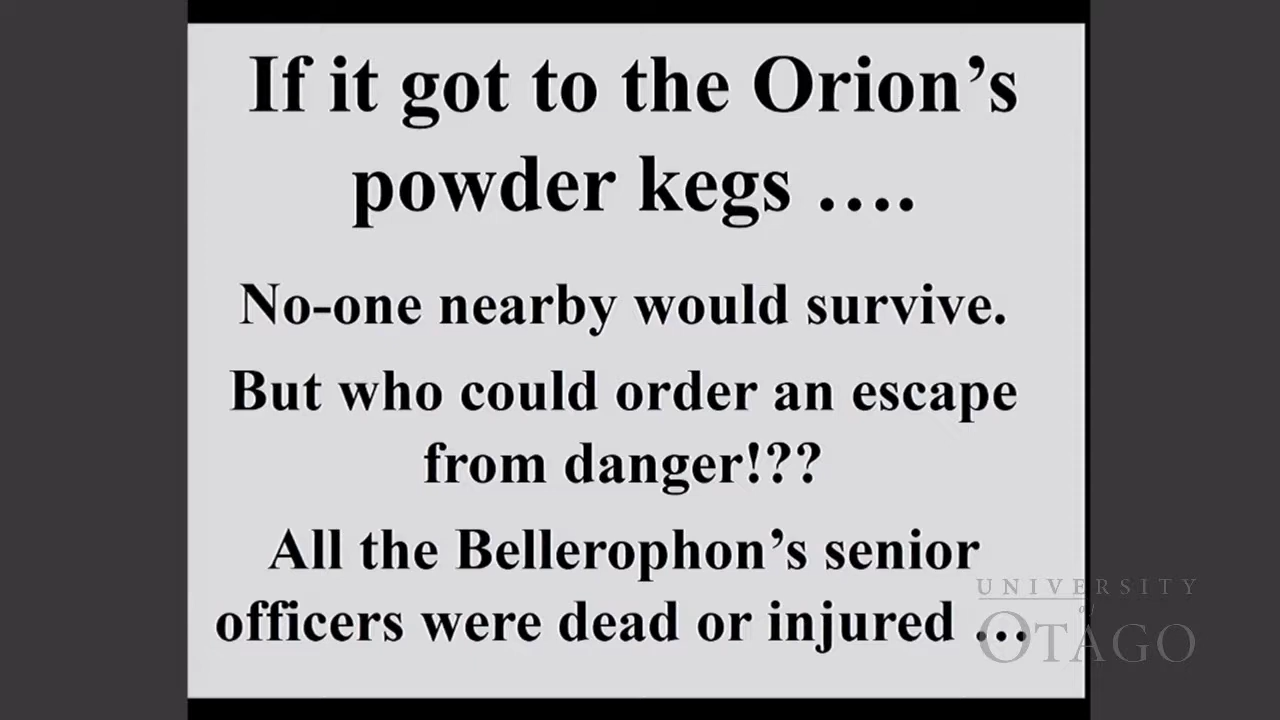 If it got to the Orion’s
powder kegs ….
No-one nearby would survive.
But who could order an escape
from danger!??
All the Bellerophon’s senior
officers were dead or injured …
UNIVERSITY
of
OTAGO